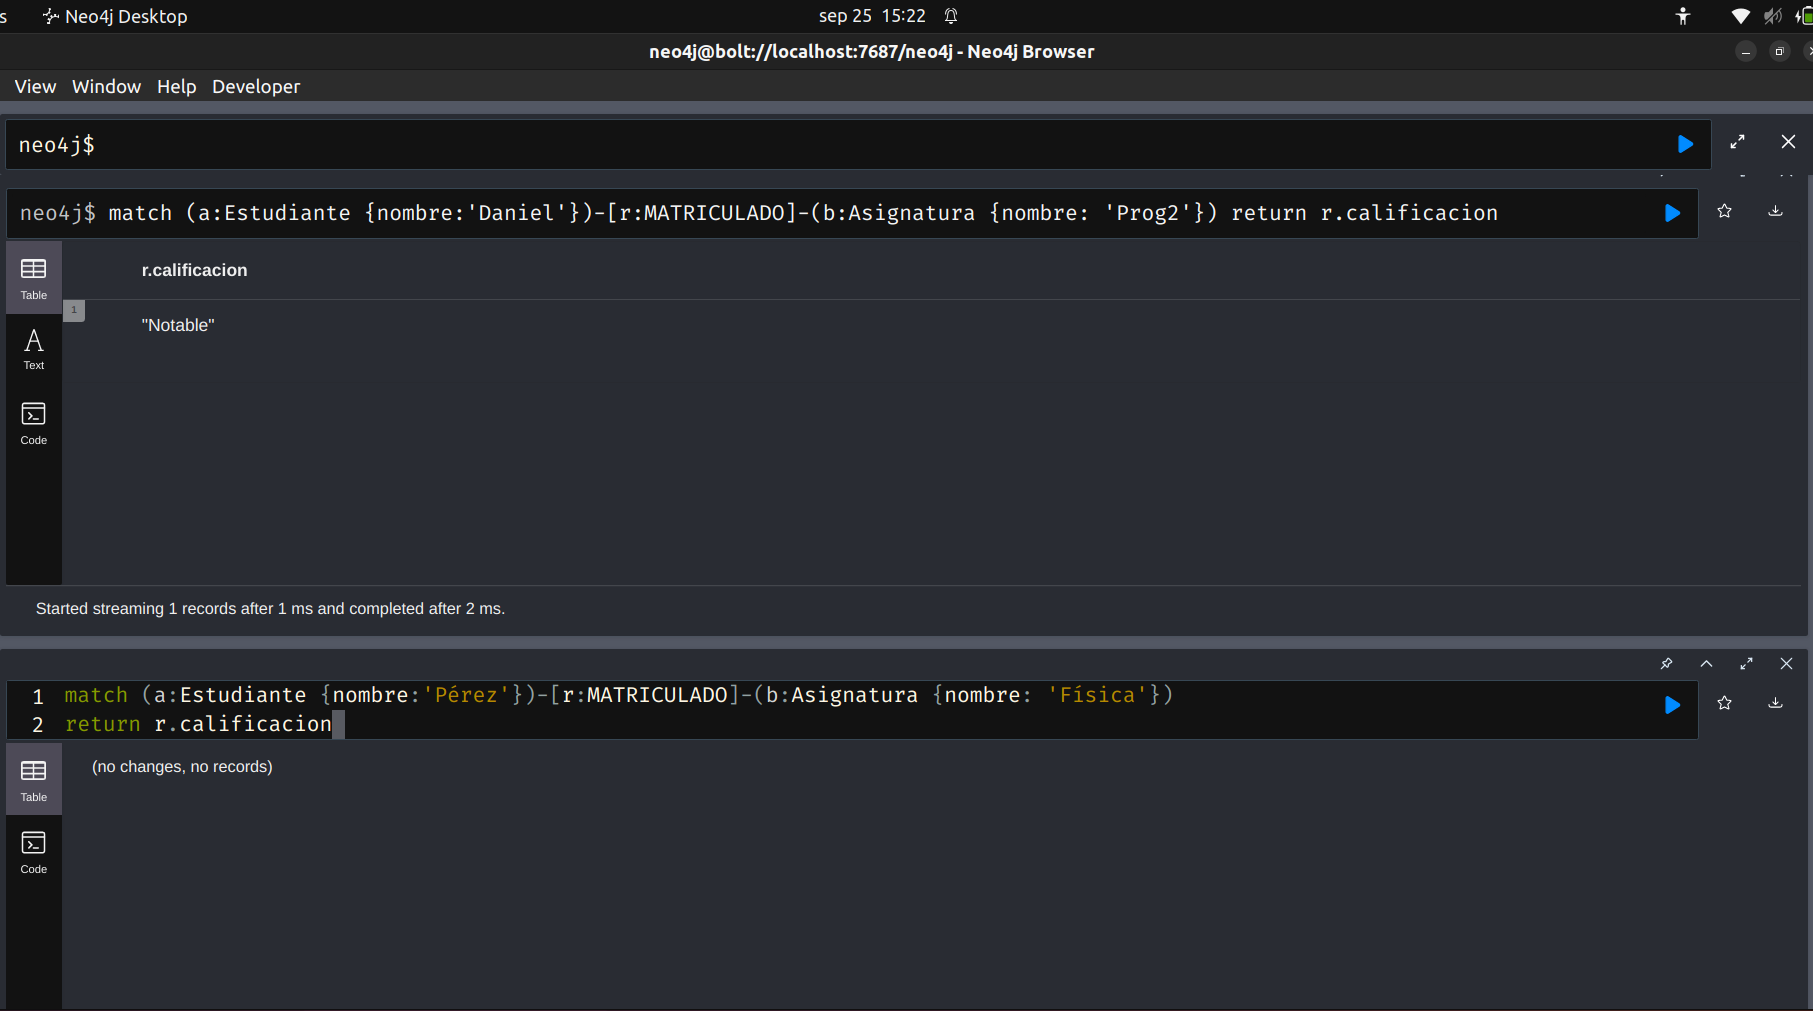 s Neo4j Desktop sep 25 15:22
neo4j@bolt://localhost:7687/neo4j - Neo4j Browser
View Window Help Developer
neo4j$
neo4j$ match (a:Estudiante {nombre:'Daniel'})-[r:MATRICULADO]-(b:Asignatura {nombre: 'Prog2'}) return r.calificacion
Table
r.calificacion
1
"Notable"
Text
Code
Started streaming 1 records after 1 ms and completed after 2 ms.
1 match (a:Estudiante {nombre:'Pérez'})-[r:MATRICULADO]-(b:Asignatura {nombre: 'Física'})
2 return r.calificacion
Table
(no changes, no records)
Code